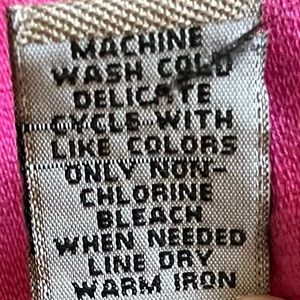 MACHINE
WASH COLD
DELICATE
CYCLE WITH
LIKE COLORS
ONLY NON-
CHLORINE
BLEACH
WHEN NEEDED
LINE DRY
WARM IRON